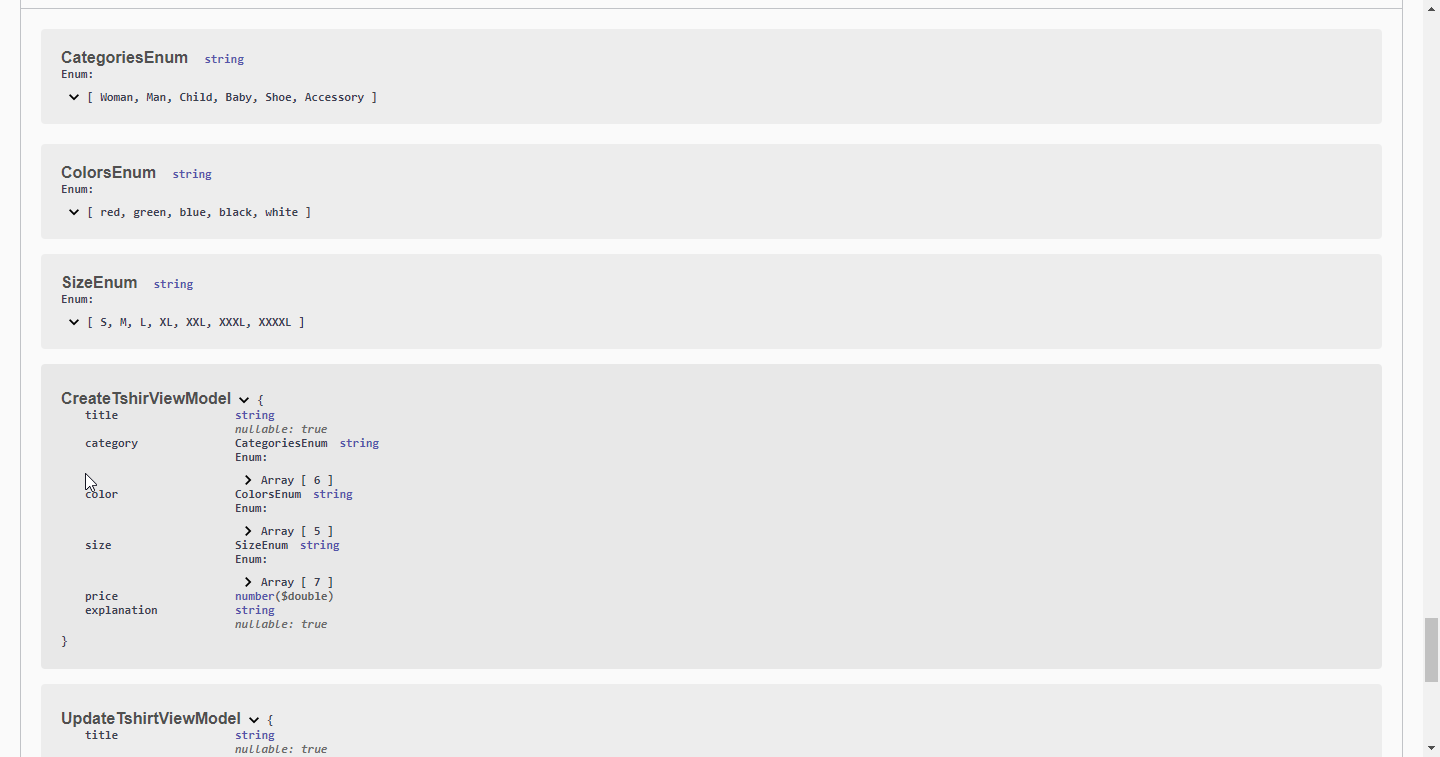 CategoriesEnum string
Enum:
[ Woman, Man, Child, Baby, Shoe, Accessory ]
ColorsEnum string
Enum:
[ red, green, blue, black, white ]
SizeEnum string
Enum:
[ S, M, L, XL, XXL, XXXL, XXXXL ]
CreateTshirViewModel {
title string
nullable: true
category CategoriesEnum string
Enum:
Array [ 6 ]
color ColorsEnum string
Enum:
Array [ 5 ]
size SizeEnum string
Enum:
Array [ 7 ]
price number($double)
explanation string
nullable: true
}
UpdateTshirtViewModel {
title string
nullable: true